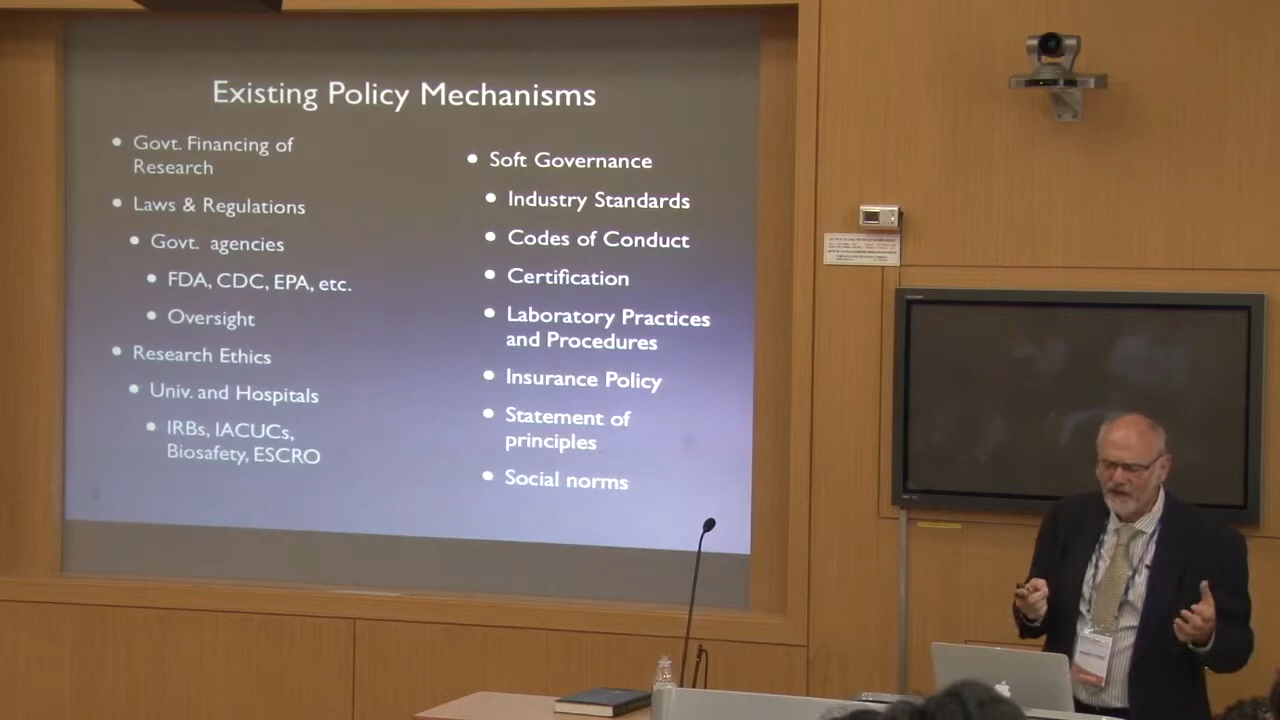 Existing Policy Mechanisms
• Govt. Financing of
Research
• Laws & Regulations
• Govt. agencies
• FDA, CDC, EPA, etc.
• Oversight
• Research Ethics
• Univ. and Hospitals
• IRBs, IACUCs,
Biosafety, ESCRO
• Soft Governance
• Industry Standards
• Codes of Conduct
• Certification
• Laboratory Practices
and Procedures
• Insurance Policy
• Statement of
principles
• Social norms